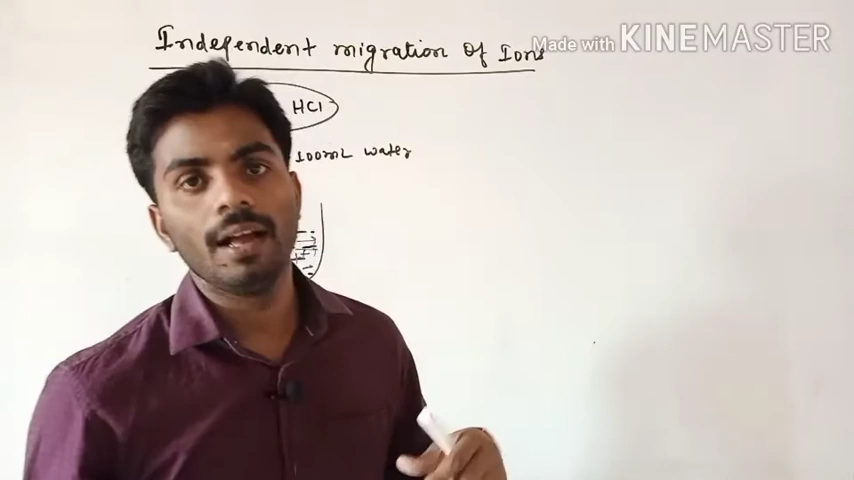 Independent migration of Ions
Made with KINEMASTER
HCl
100mL water